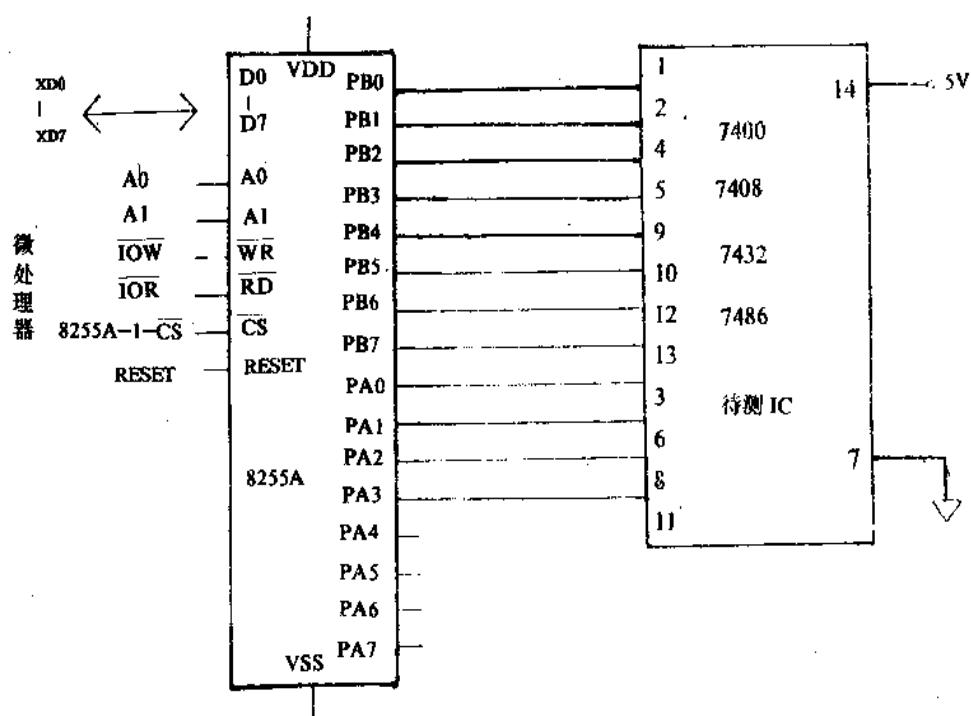 微处理器
XD0
XD7
A0
A1
IOW
IOR
8255A-1-CS
RESET
VDD
D0
D7
A0
A1
WR
RD
CS
RESET
8255A
VSS
PB0
PB1
PB2
PB3
PB4
PB5
PB6
PB7
PA0
PA1
PA2
PA3
PA4
PA5
PA6
PA7
1
2
4
5
9
10
12
13
3
6
8
11
7400
7408
7432
7486
待测 IC
14
7
5V